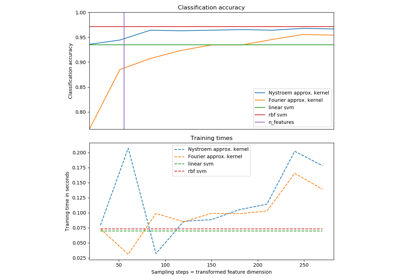 Classification accuracy
1.00
0.95
0.90
0.85
0.80
Classification accuracy
Nystroem approx. kernel
Fourier approx. kernel
linear svm
rbf svm
n_features
Training times
0.200
0.175
0.150
0.125
0.100
0.075
0.050
0.025
Training time in seconds
Nystroem approx. kernel
Fourier approx. kernel
linear svm
rbf svm
50
100
150
200
250
Sampling steps = transformed feature dimension